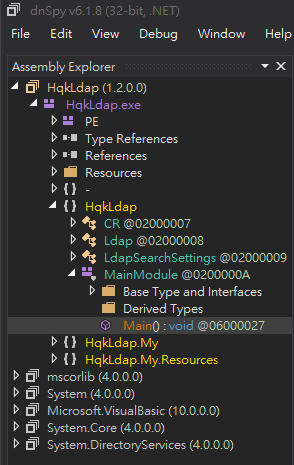 dnSpy v6.1.8 (32-bit, .NET)
File Edit View Debug Window Help
Assembly Explorer
HqkLdap (1.2.0.0)
HqkLdap.exe
PE
Type References
References
Resources
{ } -
{ } HqkLdap
CR @02000007
Ldap @02000008
LdapSearchSettings @02000009
MainModule @0200000A
Base Type and Interfaces
Derived Types
Main() : void @06000027
{ } HqkLdap.My
{ } HqkLdap.My.Resources
mscorlib (4.0.0.0)
System (4.0.0.0)
Microsoft.VisualBasic (10.0.0.0)
System.Core (4.0.0.0)
System.DirectoryServices (4.0.0.0)